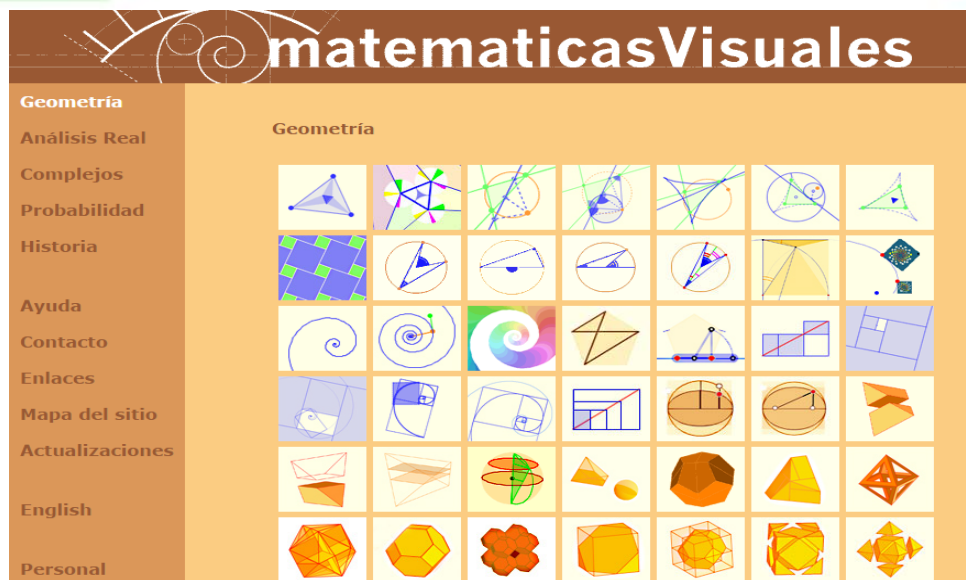 matematicasVisuales
Geometría
Análisis Real
Complejos
Probabilidad
Historia
Ayuda
Contacto
Enlaces
Mapa del sitio
Actualizaciones
English
Personal
Geometría